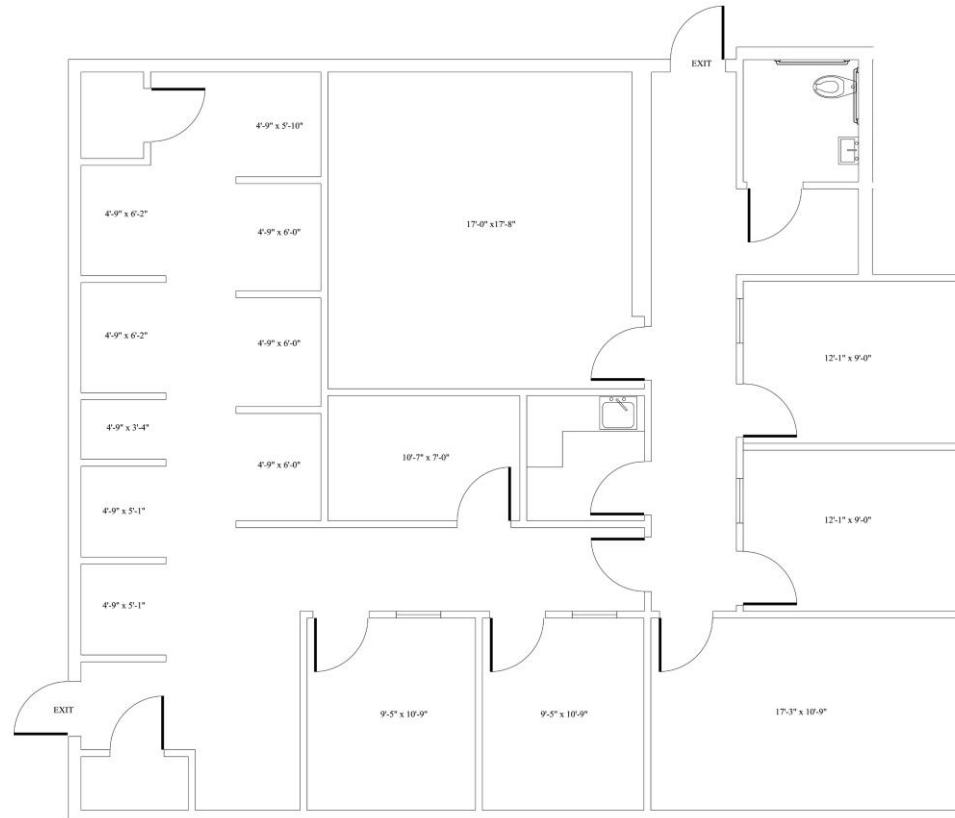 EXIT
4'-9" x 5'-10"
4'-9" x 6'-2"
17'-0" x17'-8"
4'-9" x 6'-0"
4'-9" x 6'-2"
4'-9" x 6'-0"
12'-1" x 9'-0"
4'-9" x 3'-4"
10'-7" x 7'-0"
4'-9" x 6'-0"
4'-9" x 5'-1"
12'-1" x 9'-0"
4'-9" x 5'-1"
EXIT
9'-5" x 10'-9"
9'-5" x 10'-9"
17'-3" x 10'-9"